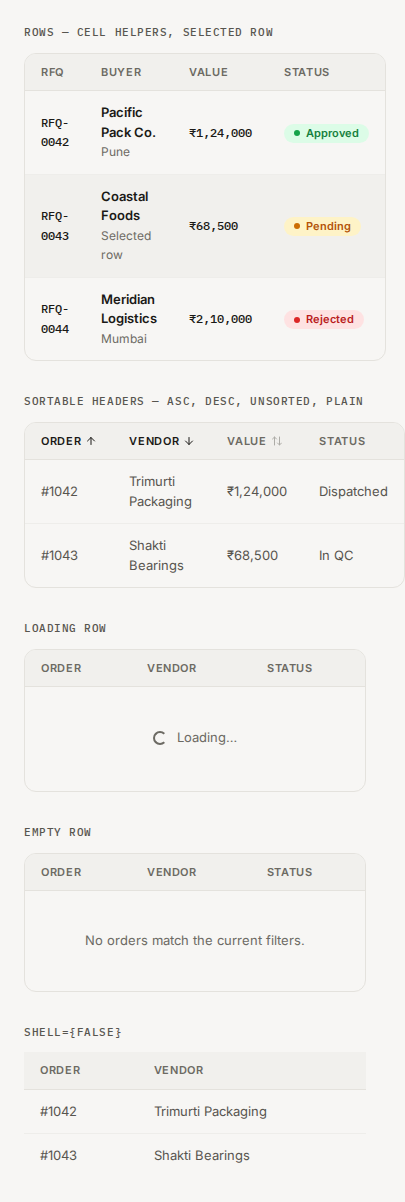 ROWS — CELL HELPERS, SELECTED ROW
RFQ BUYER VALUE STATUS
RFQ-0042 Pacific Pack Co. Pune ₹1,24,000 Approved
RFQ-0043 Coastal Foods Selected row ₹68,500 Pending
RFQ-0044 Meridian Logistics Mumbai ₹2,10,000 Rejected
SORTABLE HEADERS — ASC, DESC, UNSORTED, PLAIN
ORDER ↑ VENDOR ↓ VALUE ↑↓ STATUS
#1042 Trimurti Packaging ₹1,24,000 Dispatched
#1043 Shakti Bearings ₹68,500 In QC
LOADING ROW
ORDER VENDOR STATUS
Loading…
EMPTY ROW
ORDER VENDOR STATUS
No orders match the current filters.
SHELL={FALSE}
ORDER VENDOR
#1042 Trimurti Packaging
#1043 Shakti Bearings